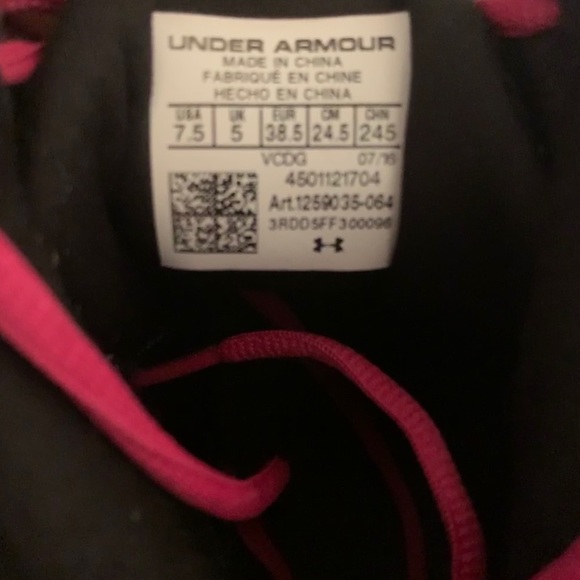 UNDER ARMOUR
MADE IN CHINA
FABRIQUÉ EN CHINE
HECHO EN CHINA
USA UK EUR CM CHN
7.5 5 38.5 24.5 245
VCDG 07/16
4501121704
Art.1259035-064
3RDD5FF300096